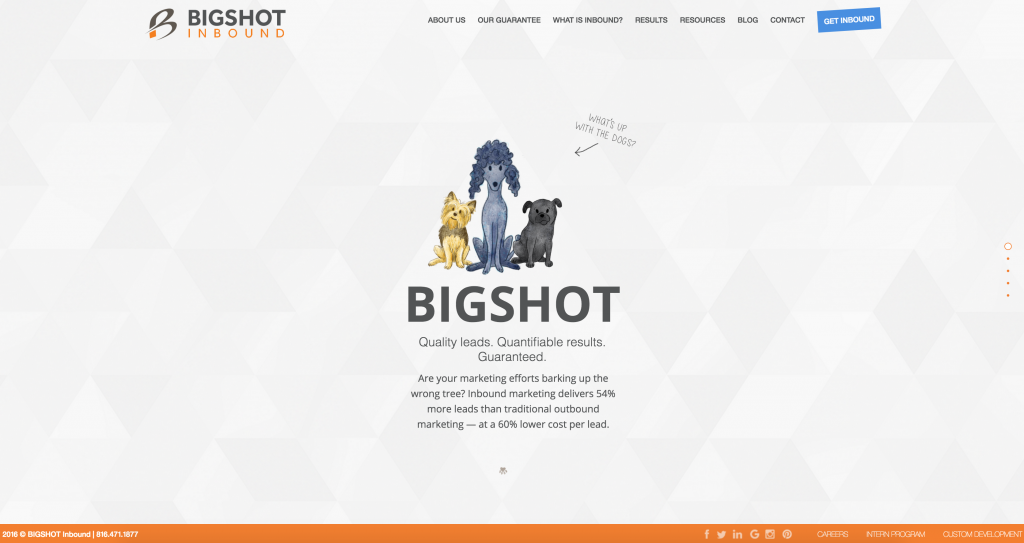 BIGSHOT
INBOUND
ABOUT US OUR GUARANTEE WHAT IS INBOUND? RESULTS RESOURCES BLOG CONTACT GET INBOUND
WHAT'S UP
WITH THE DOGS?
BIGSHOT
Quality leads. Quantifiable results.
Guaranteed.
Are your marketing efforts barking up the
wrong tree? Inbound marketing delivers 54%
more leads than traditional outbound
marketing — at a 60% lower cost per lead.
2016 © BIGSHOT Inbound | 816.471.1877 CAREERS INTERN PROGRAM CUSTOM DEVELOPMENT